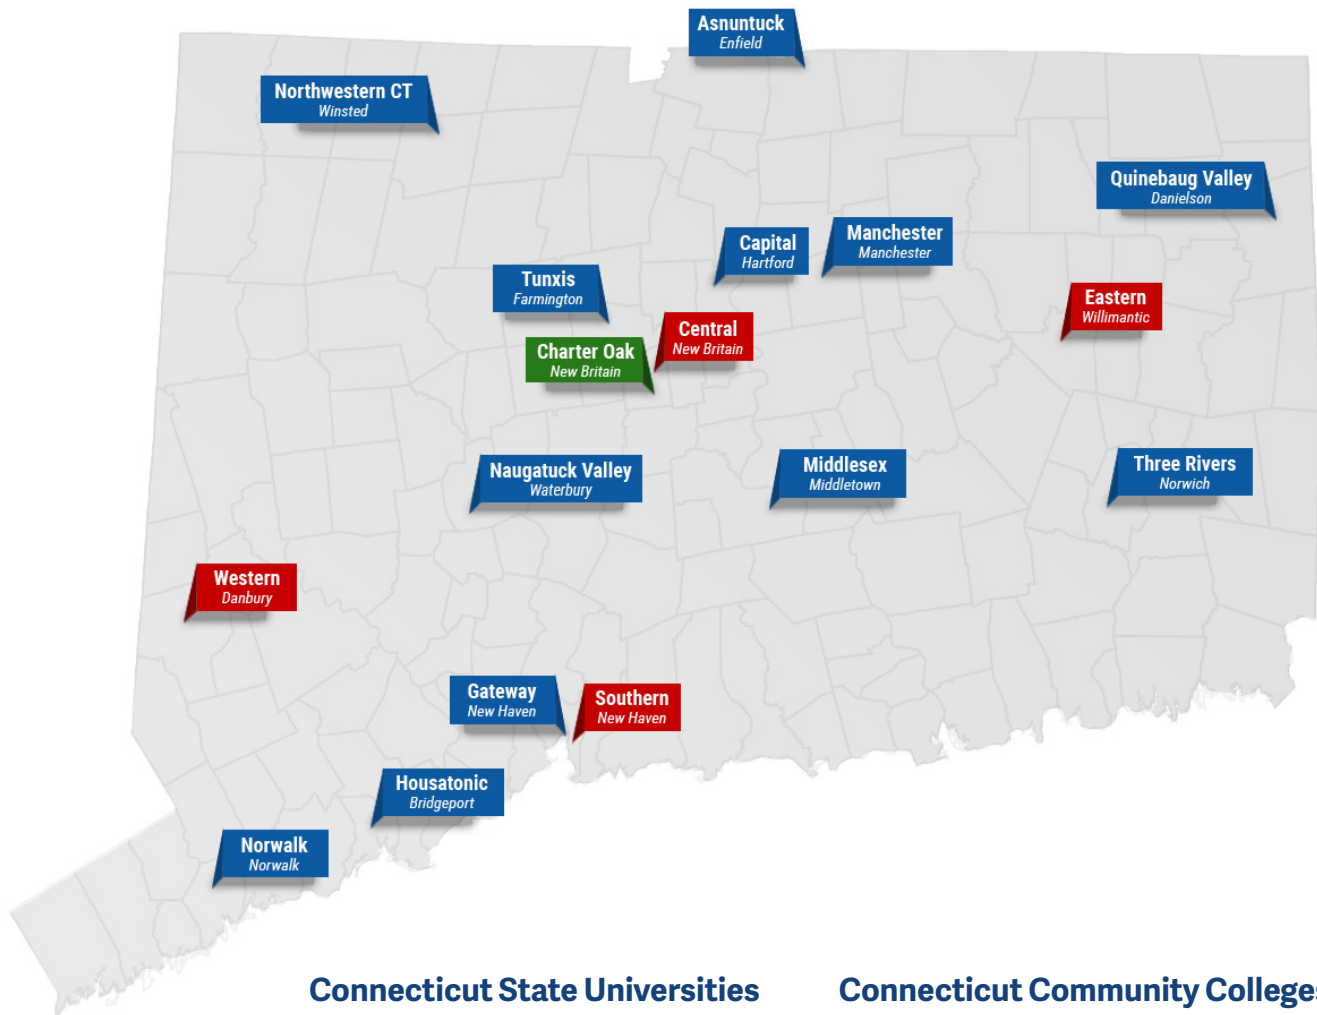 Asnuntuck
Enfield
Northwestern CT
Winsted
Quinebaug Valley
Danielson
Capital
Hartford
Manchester
Manchester
Tunxis
Farmington
Eastern
Willimantic
Central
New Britain
Charter Oak
New Britain
Naugatuck Valley
Waterbury
Middlesex
Middletown
Three Rivers
Norwich
Western
Danbury
Gateway
New Haven
Southern
New Haven
Housatonic
Bridgeport
Norwalk
Norwalk
Connecticut State Universities
Connecticut Community Colleges